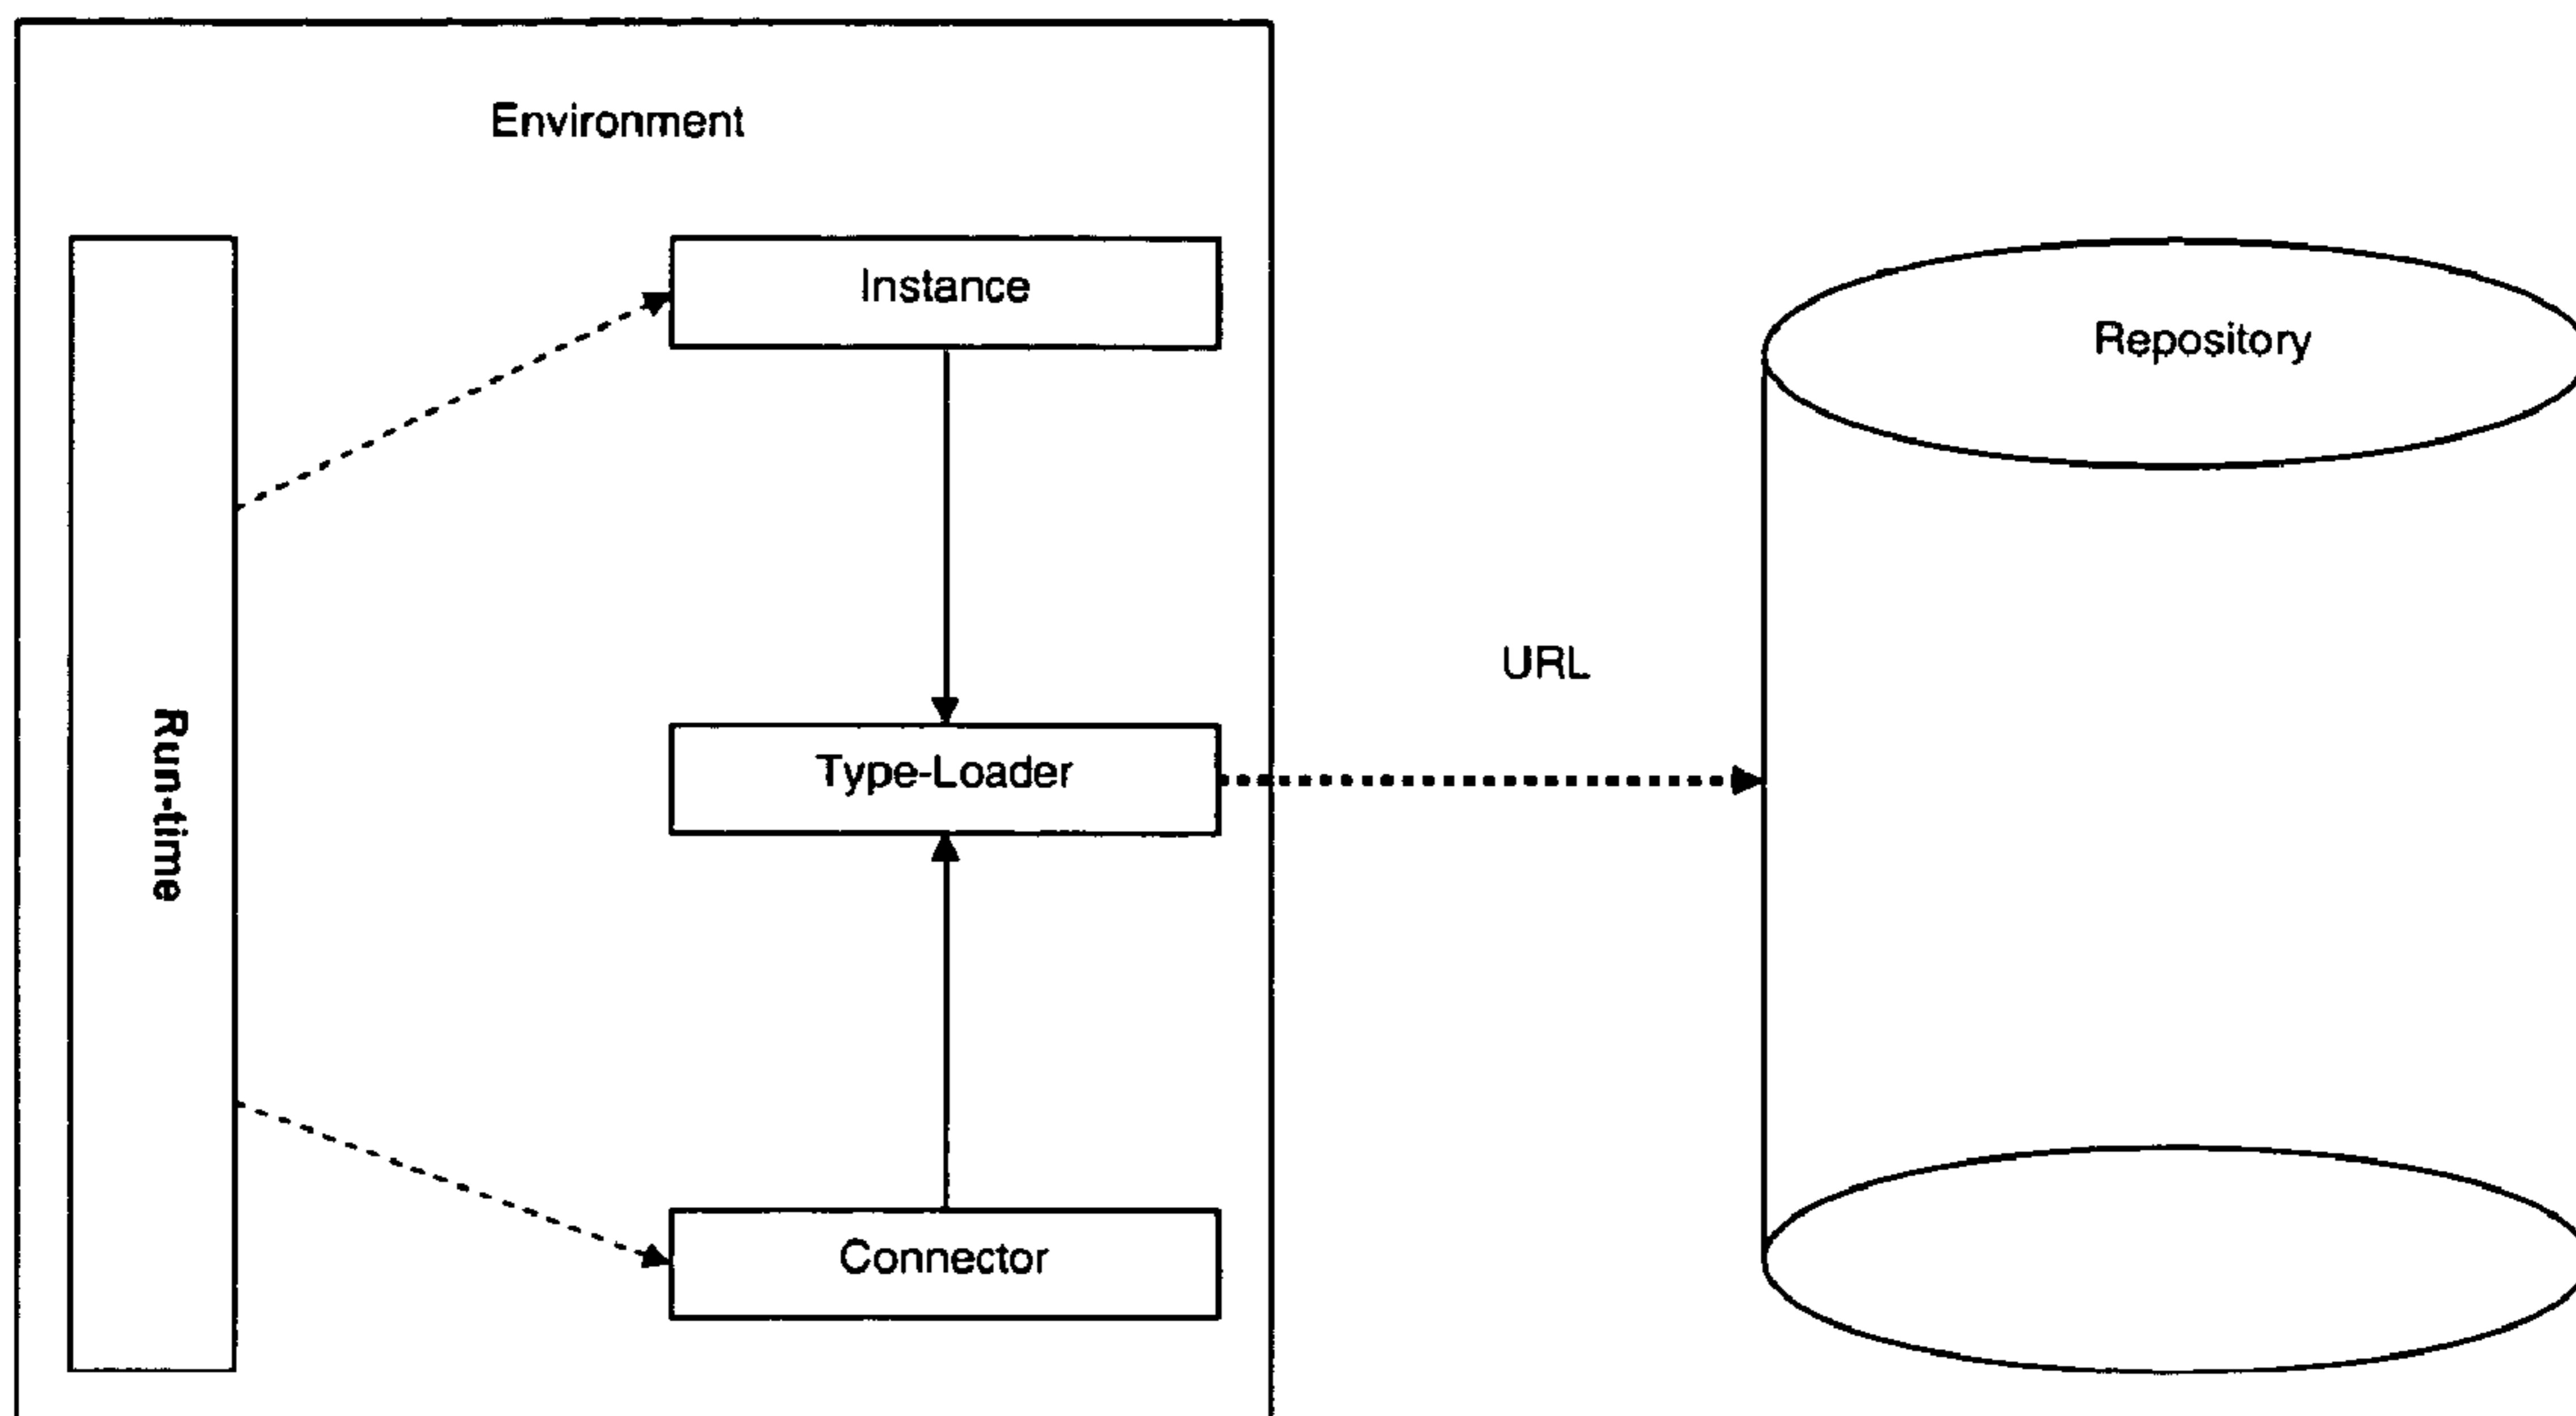 Environment
Instance
Repository
URL
Run-time
Type-Loader
Connector